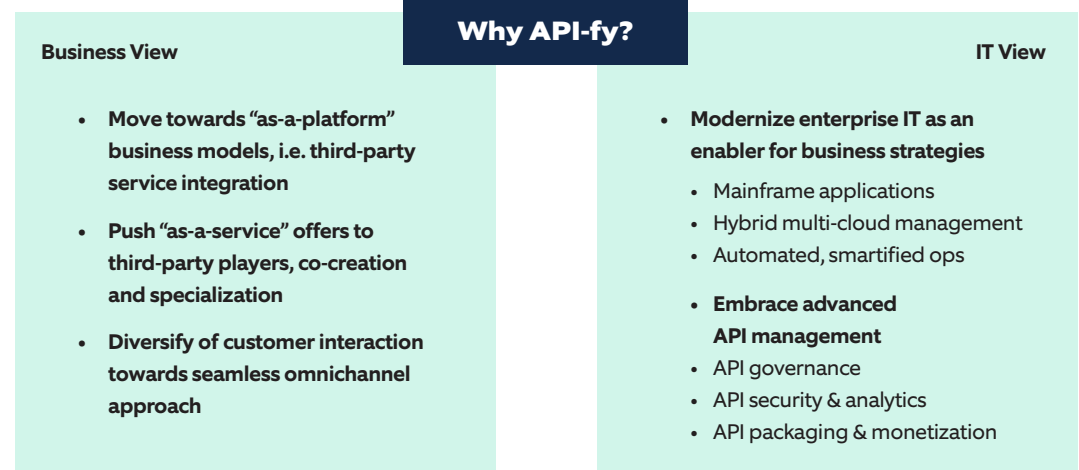 Why API-fy?
Business View
• Move towards “as-a-platform”
business models, i.e. third-party
service integration
• Push “as-a-service” offers to
third-party players, co-creation
and specialization
• Diversify of customer interaction
towards seamless omnichannel
approach
IT View
• Modernize enterprise IT as an
enabler for business strategies
• Mainframe applications
• Hybrid multi-cloud management
• Automated, smartified ops
• Embrace advanced
API management
• API governance
• API security & analytics
• API packaging & monetization